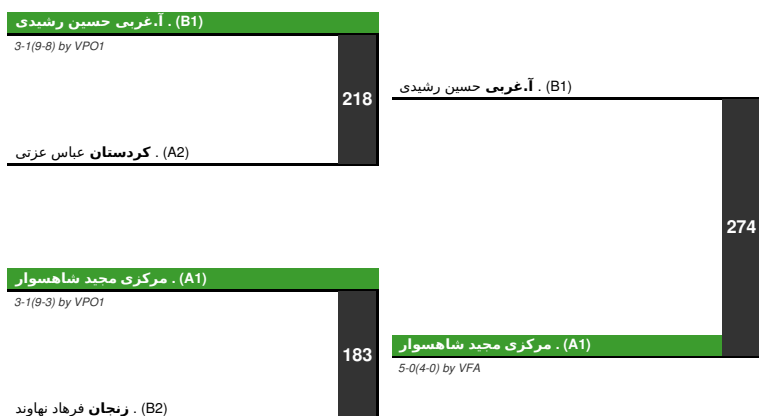 (B1) . آ.غربی حسین رشیدی
3-1(9-8) by VPO1
218
(A2) . کردستان عباس عزتی
(B1) . آ.غربی حسین رشیدی
274
(A1) . مرکزی مجید شاهسوار
5-0(4-0) by VFA
(A1) . مرکزی مجید شاهسوار
3-1(9-3) by VPO1
183
(B2) . زنجان فرهاد نهاوند